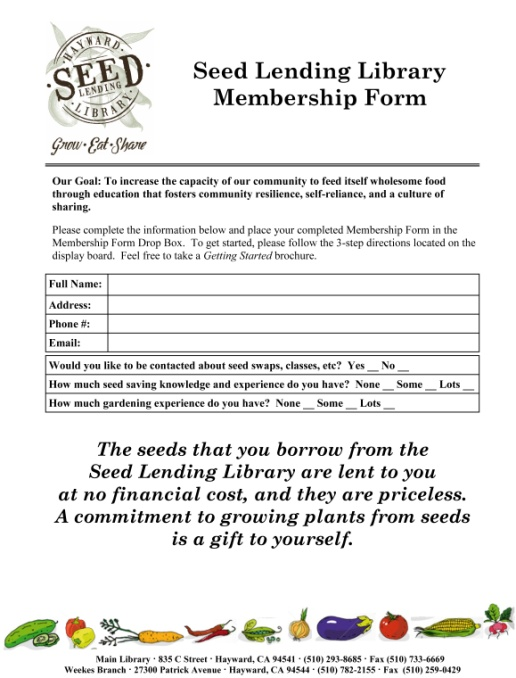 HAYWARD
SEED
LENDING
LIBRARY
Grow · Eat · Share
Seed Lending Library
Membership Form
Our Goal: To increase the capacity of our community to feed itself wholesome food
through education that fosters community resilience, self-reliance, and a culture of
sharing.
Please complete the information below and place your completed Membership Form in the
Membership Form Drop Box. To get started, please follow the 3-step directions located on the
display board. Feel free to take a Getting Started brochure.
Full Name:
Address:
Phone #:
Email:
Would you like to be contacted about seed swaps, classes, etc? Yes __ No __
How much seed saving knowledge and experience do you have? None __ Some __ Lots __
How much gardening experience do you have? None __ Some __ Lots __
The seeds that you borrow from the
Seed Lending Library are lent to you
at no financial cost, and they are priceless.
A commitment to growing plants from seeds
is a gift to yourself.
Main Library · 835 C Street · Hayward, CA 94541 · (510) 293-8685 · Fax (510) 733-6669
Weekes Branch · 27300 Patrick Avenue · Hayward, CA 94544 · (510) 782-2155 · Fax (510) 259-0429